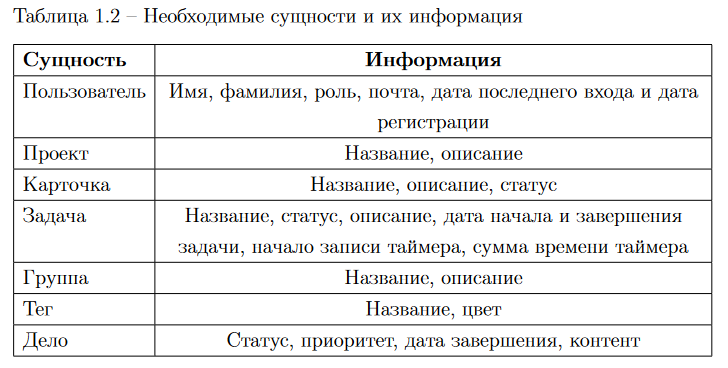 Таблица 1.2 – Необходимые сущности и их информация
Сущность Информация
Пользователь Имя, фамилия, роль, почта, дата последнего входа и дата
регистрации
Проект Название, описание
Карточка Название, описание, статус
Задача Название, статус, описание, дата начала и завершения
задачи, начало записи таймера, сумма времени таймера
Группа Название, описание
Тег Название, цвет
Дело Статус, приоритет, дата завершения, контент